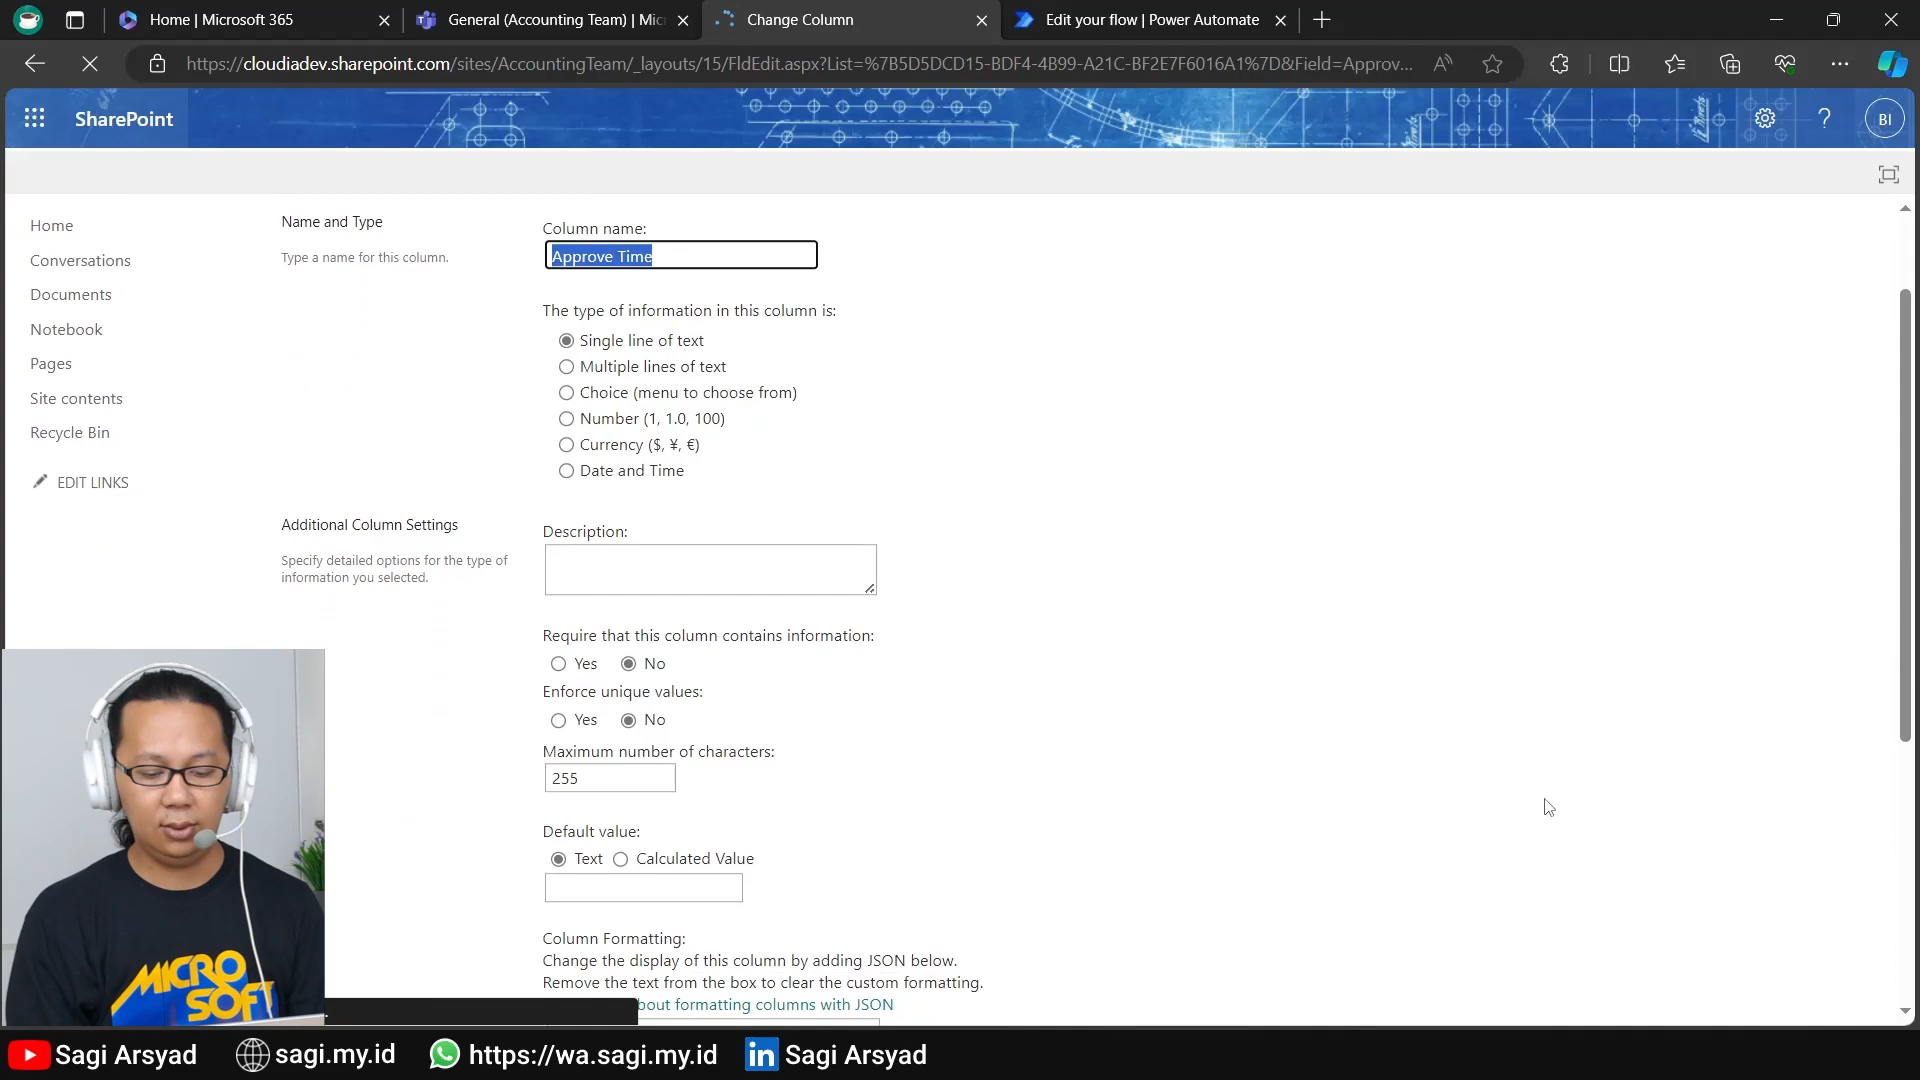 Home | Microsoft 365
General (Accounting Team) | Mic
Change Column
Edit your flow | Power Automate
https://cloudiadev.sharepoint.com/sites/AccountingTeam/_layouts/15/FldEdit.aspx?List=%7B5D5DCD15-BDF4-4B99-A21C-BF2E7F6016A1%7D&Field=Approv...
SharePoint
BI
Home
Conversations
Documents
Notebook
Pages
Site contents
Recycle Bin
EDIT LINKS
Name and Type
Type a name for this column.
Column name:
Approve Time
The type of information in this column is:
Single line of text
Multiple lines of text
Choice (menu to choose from)
Number (1, 1.0, 100)
Currency ($, ¥, €)
Date and Time
Additional Column Settings
Specify detailed options for the type of
information you selected.
Description:
Require that this column contains information:
Yes No
Enforce unique values:
Yes No
Maximum number of characters:
255
Default value:
Text Calculated Value
Column Formatting:
Change the display of this column by adding JSON below.
Remove the text from the box to clear the custom formatting.
bout formatting columns with JSON
MICRO
SOFT
Sagi Arsyad
sagi.my.id
https://wa.sagi.my.id
in Sagi Arsyad